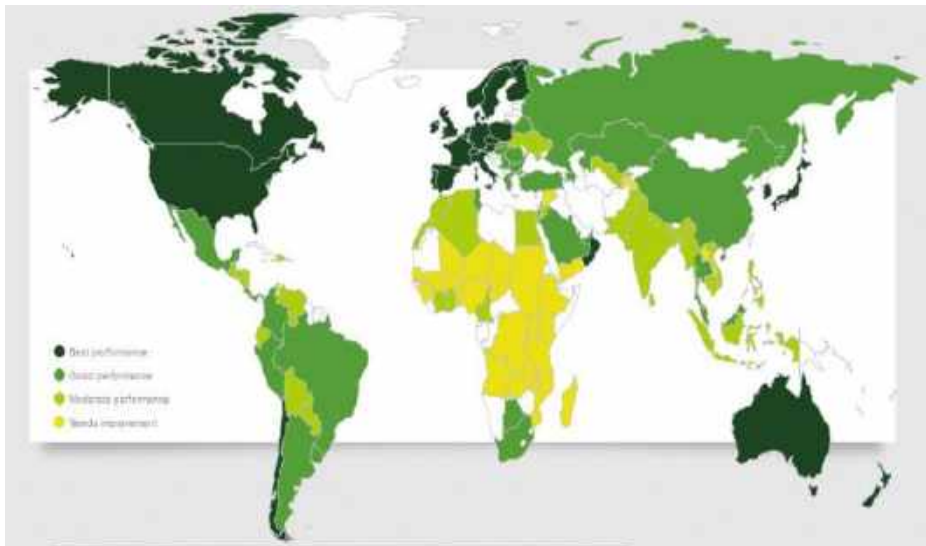 Best performance
Good performance
Moderate performance
Needs improvement